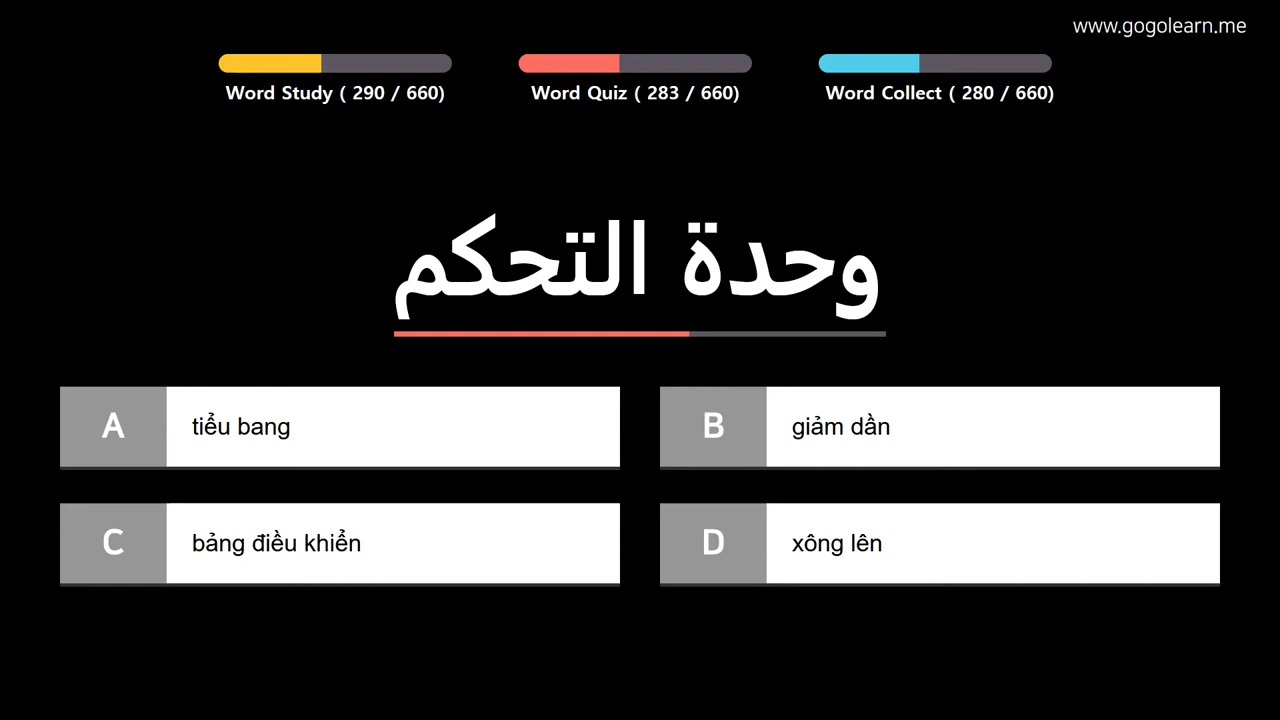 www.gogolearn.me
Word Study ( 290 / 660)
Word Quiz ( 283 / 660)
Word Collect ( 280 / 660)
وحدة التحكم
A tiểu bang
B giảm dần
C bảng điều khiển
D xông lên